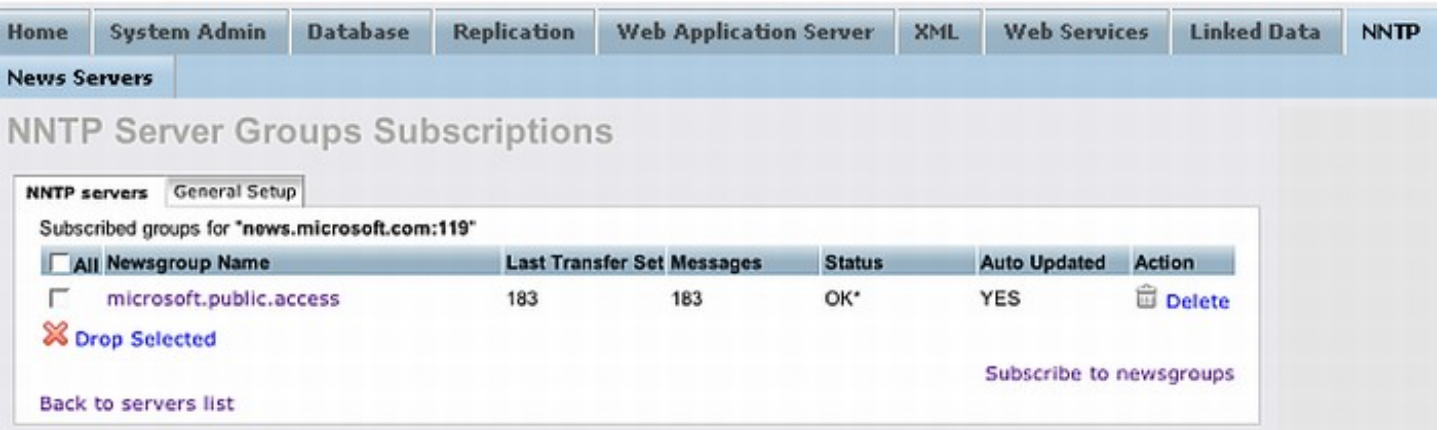 Home System Admin Database Replication Web Application Server XML Web Services Linked Data NNTP
News Servers
NNTP Server Groups Subscriptions
NNTP servers General Setup
Subscribed groups for "news.microsoft.com:119"
All Newsgroup Name Last Transfer Set Messages Status Auto Updated Action
microsoft.public.access 183 183 OK* YES Delete
Drop Selected
Subscribe to newsgroups
Back to servers list